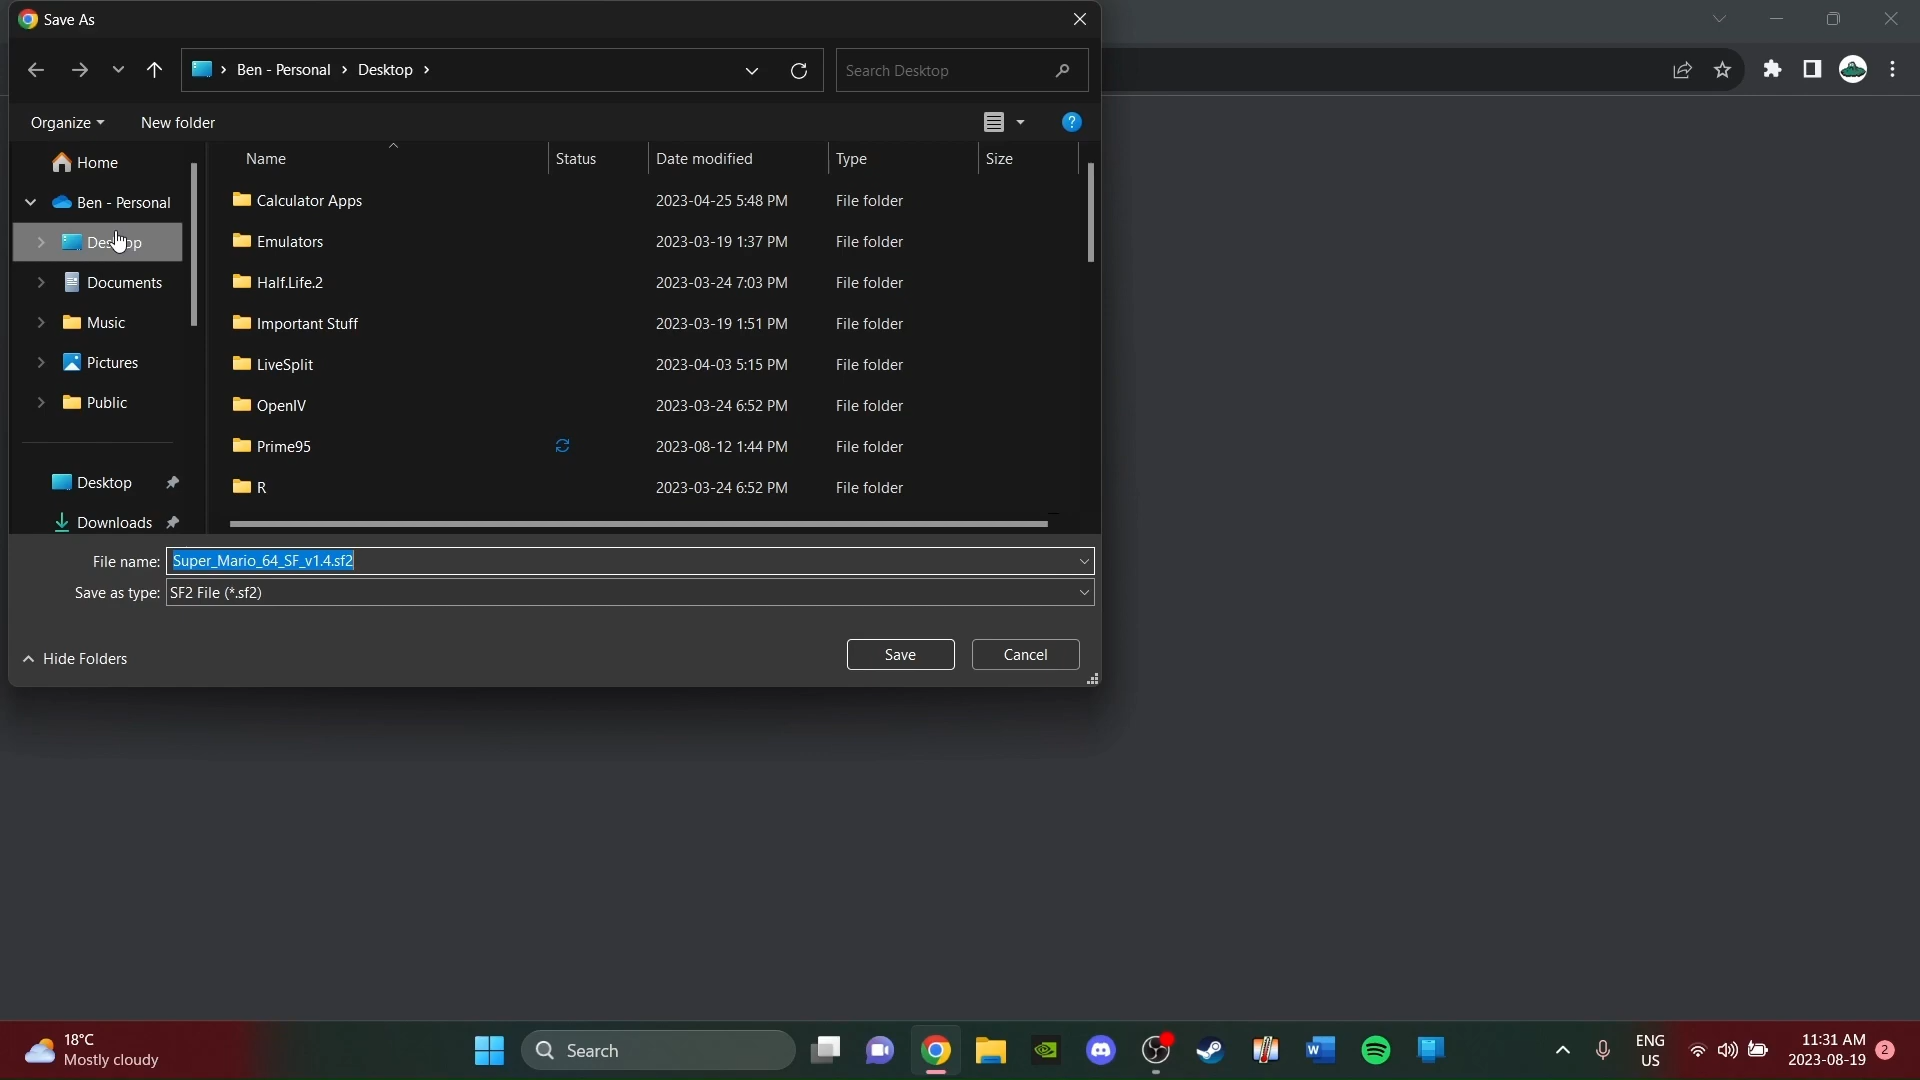 Save As
Ben - Personal > Desktop >
Search Desktop
Organize
New folder
Name
Status
Date modified
Type
Size
Home
Ben - Personal
Desktop
Documents
Music
Pictures
Public
Desktop
Downloads
Calculator Apps 2023-04-25 5:48 PM File folder
Emulators 2023-03-19 1:37 PM File folder
Half.Life.2 2023-03-24 7:03 PM File folder
Important Stuff 2023-03-19 1:51 PM File folder
LiveSplit 2023-04-03 5:15 PM File folder
OpenIV 2023-03-24 6:52 PM File folder
Prime95 2023-08-12 1:44 PM File folder
R 2023-03-24 6:52 PM File folder
File name: Super_Mario_64_SF_v1.4.sf2
Save as type: SF2 File (*.sf2)
Hide Folders
Save
Cancel
18°C
Mostly cloudy
Search
ENG
US
11:31 AM
2023-08-19
2